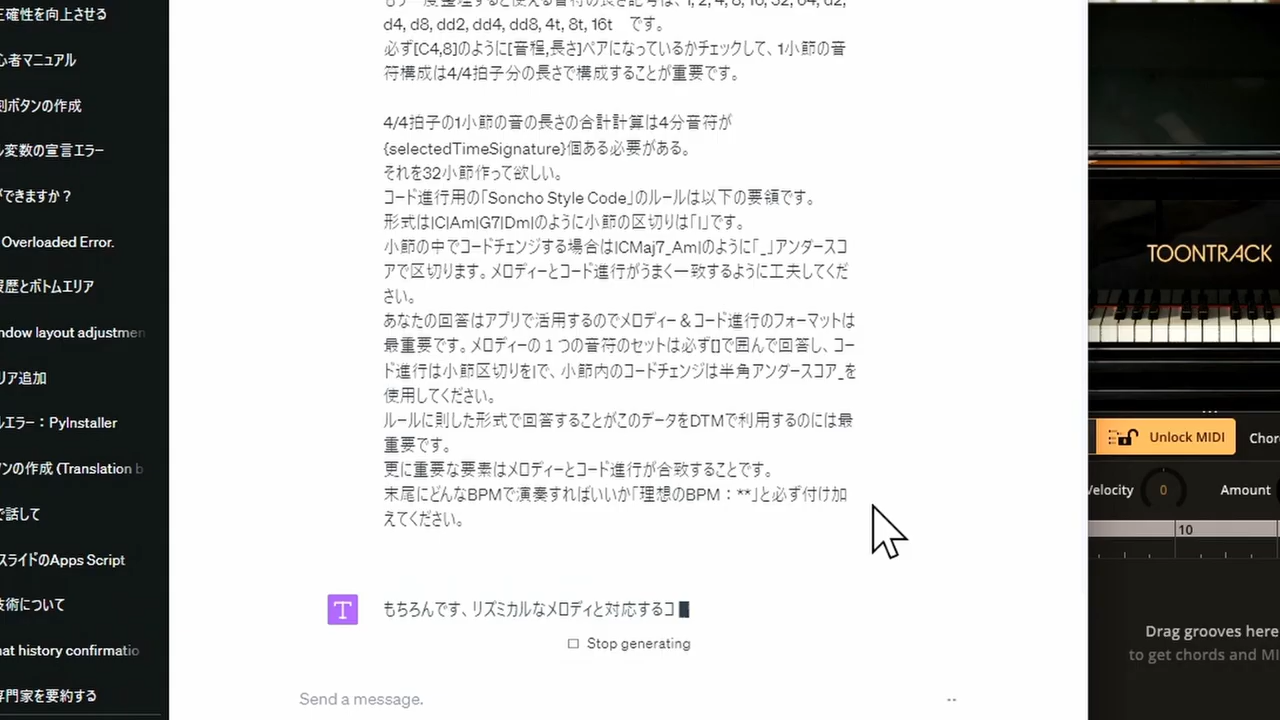 正確性を向上させる
心者マニュアル
刻ボタンの作成
ル変数の宣言エラー
ができますか？
Overloaded Error.
履歴とボトムエリア
ndow layout adjustmen
リア追加
ルエラー：PyInstaller
ンの作成 (Translation b
で話して
スライドのApps Script
技術について
hat history confirmatio
専門家を要約する
もう一度整理すると使える音符の長さ記号は、1, 2, 4, 8, 16, 32, 64, d2,
d4, d8, dd2, dd4, dd8, 4t, 8t, 16t　です。
必ず[C4,8]のように[音程,長さ]ペアになっているかチェックして、1小節の音
符構成は4/4拍子分の長さで構成することが重要です。
4/4拍子の1小節の音の長さの合計計算は4分音符が
{selectedTimeSignature}個ある必要がある。
それを32小節作って欲しい。
コード進行用の「Soncho Style Code」のルールは以下の要領です。
形式は|C|Am|G7|Dm|のように小節の区切りは「|」です。
小節の中でコードチェンジする場合は|CMaj7_Am|のように「_」アンダースコ
アで区切ります。メロディーとコード進行がうまく一致するように工夫してくだ
さい。
あなたの回答はアプリで活用するのでメロディー＆コード進行のフォーマットは
最重要です。メロディーの１つの音符のセットは必ず[]で囲んで回答し、コー
ド進行は小節区切りを|で、小節内のコードチェンジは半角アンダースコア_を
使用してください。
ルールに則した形式で回答することがこのデータをDTMで利用するのには最
重要です。
更に重要な要素はメロディーとコード進行が合致することです。
末尾にどんなBPMで演奏すればいいか「理想のBPM：**」と必ず付け加
えてください。
T
もちろんです、リズミカルなメロディと対応するコ
Stop generating
Send a message.
TOONTRACK
Unlock MIDI
Chor
Velocity
0
Amount
10
Drag grooves here
to get chords and MI